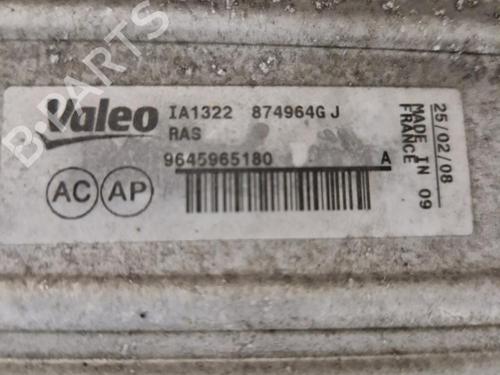 B-PARTS
Valeo IA1322 874964G J
RAS
9645965180 A
AC AP
25/02/08
MADE IN 09
FRANCE